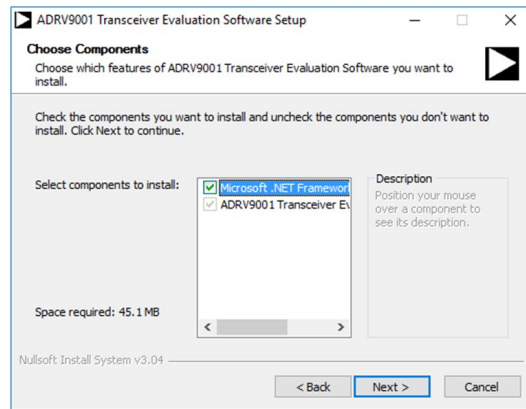 ADRV9001 Transceiver Evaluation Software Setup
Choose Components
Choose which features of ADRV9001 Transceiver Evaluation Software you want to
install.
Check the components you want to install and uncheck the components you don't want to
install. Click Next to continue.
Select components to install:
Microsoft .NET Framework
ADRV9001 Transceiver Ev
Description
Position your mouse
over a component to
see its description.
Space required: 45.1MB
Nullsoft Install System v3.04
< Back
Next >
Cancel